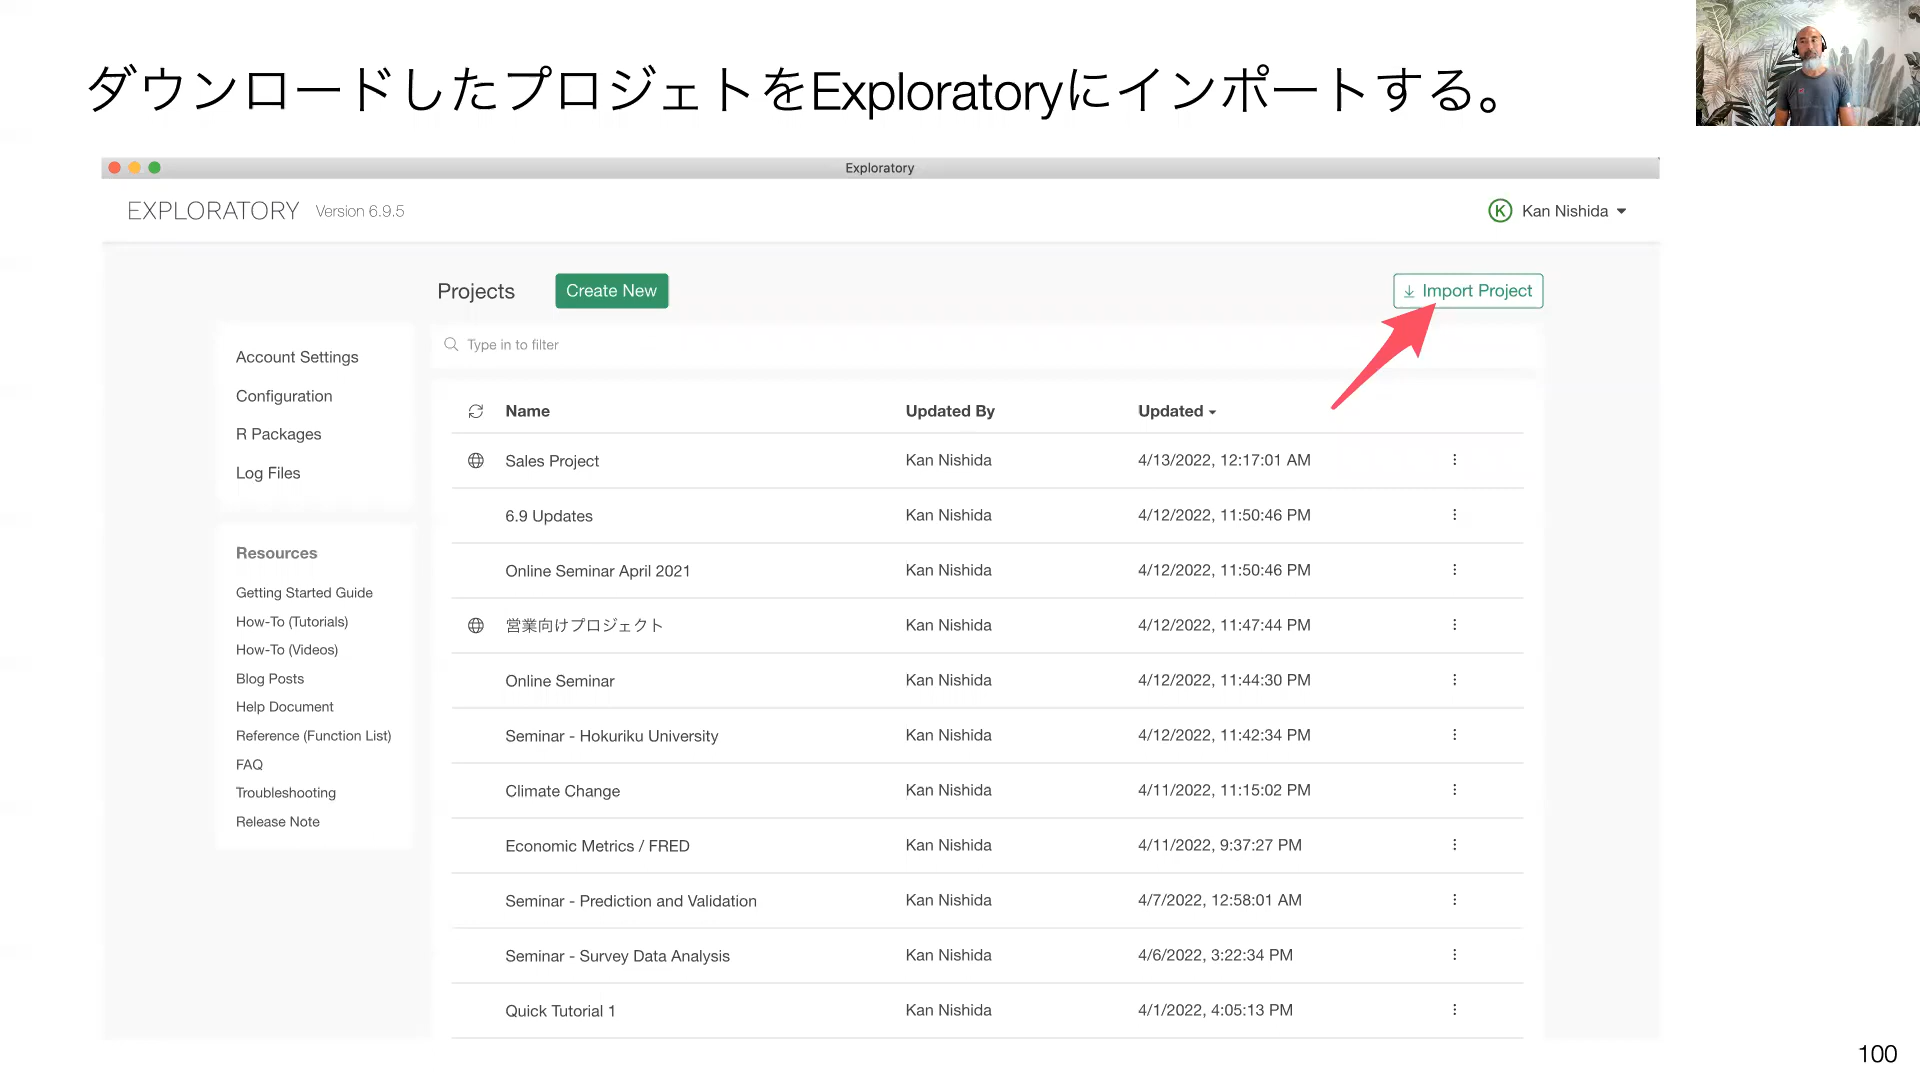 ダウンロードしたプロジェトをExploratoryにインポートする。
Exploratory
EXPLORATORY Version 6.9.5
K Kan Nishida
Projects Create New Import Project
Type in to filter
Account Settings
Configuration
R Packages
Log Files
Resources
Getting Started Guide
How-To (Tutorials)
How-To (Videos)
Blog Posts
Help Document
Reference (Function List)
FAQ
Troubleshooting
Release Note
Name Updated By Updated
Sales Project Kan Nishida 4/13/2022, 12:17:01 AM
6.9 Updates Kan Nishida 4/12/2022, 11:50:46 PM
Online Seminar April 2021 Kan Nishida 4/12/2022, 11:50:46 PM
営業向けプロジェクト Kan Nishida 4/12/2022, 11:47:44 PM
Online Seminar Kan Nishida 4/12/2022, 11:44:30 PM
Seminar - Hokuriku University Kan Nishida 4/12/2022, 11:42:34 PM
Climate Change Kan Nishida 4/11/2022, 11:15:02 PM
Economic Metrics / FRED Kan Nishida 4/11/2022, 9:37:27 PM
Seminar - Prediction and Validation Kan Nishida 4/7/2022, 12:58:01 AM
Seminar - Survey Data Analysis Kan Nishida 4/6/2022, 3:22:34 PM
Quick Tutorial 1 Kan Nishida 4/1/2022, 4:05:13 PM
100